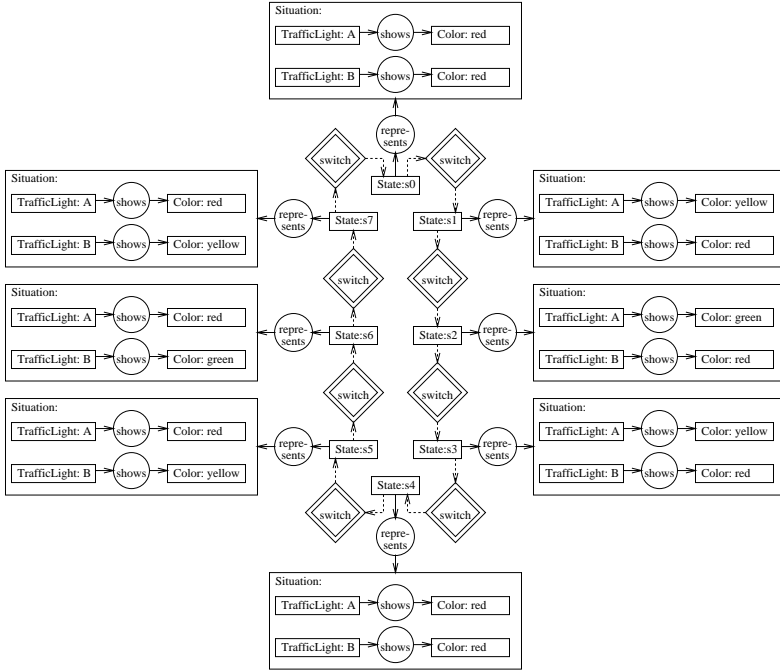 Situation:
TrafficLight: A shows Color: red
TrafficLight: B shows Color: red
repre-
sents
switch
switch
State:s0
Situation:
TrafficLight: A shows Color: red
TrafficLight: B shows Color: yellow
repre-
sents
State:s7
State:s1
repre-
sents
Situation:
TrafficLight: A shows Color: yellow
TrafficLight: B shows Color: red
switch
switch
Situation:
TrafficLight: A shows Color: red
TrafficLight: B shows Color: green
repre-
sents
State:s6
State:s2
repre-
sents
Situation:
TrafficLight: A shows Color: green
TrafficLight: B shows Color: red
switch
switch
Situation:
TrafficLight: A shows Color: red
TrafficLight: B shows Color: yellow
repre-
sents
State:s5
State:s3
repre-
sents
Situation:
TrafficLight: A shows Color: yellow
TrafficLight: B shows Color: red
State:s4
switch
switch
repre-
sents
Situation:
TrafficLight: A shows Color: red
TrafficLight: B shows Color: red